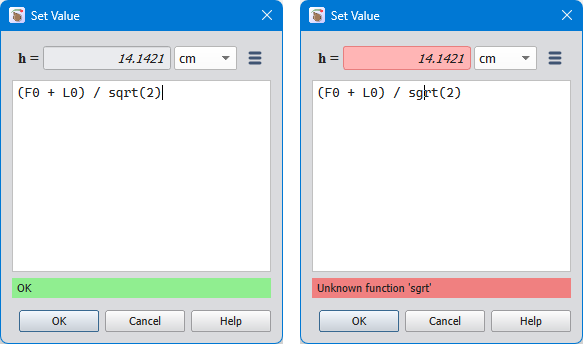 Set Value
h = 14.1421 cm
(F0 + L0) / sqrt(2)
OK
OK Cancel Help
Set Value
h = 14.1421 cm
(F0 + L0) / sgrt(2)
Unknown function 'sgrt'
OK Cancel Help